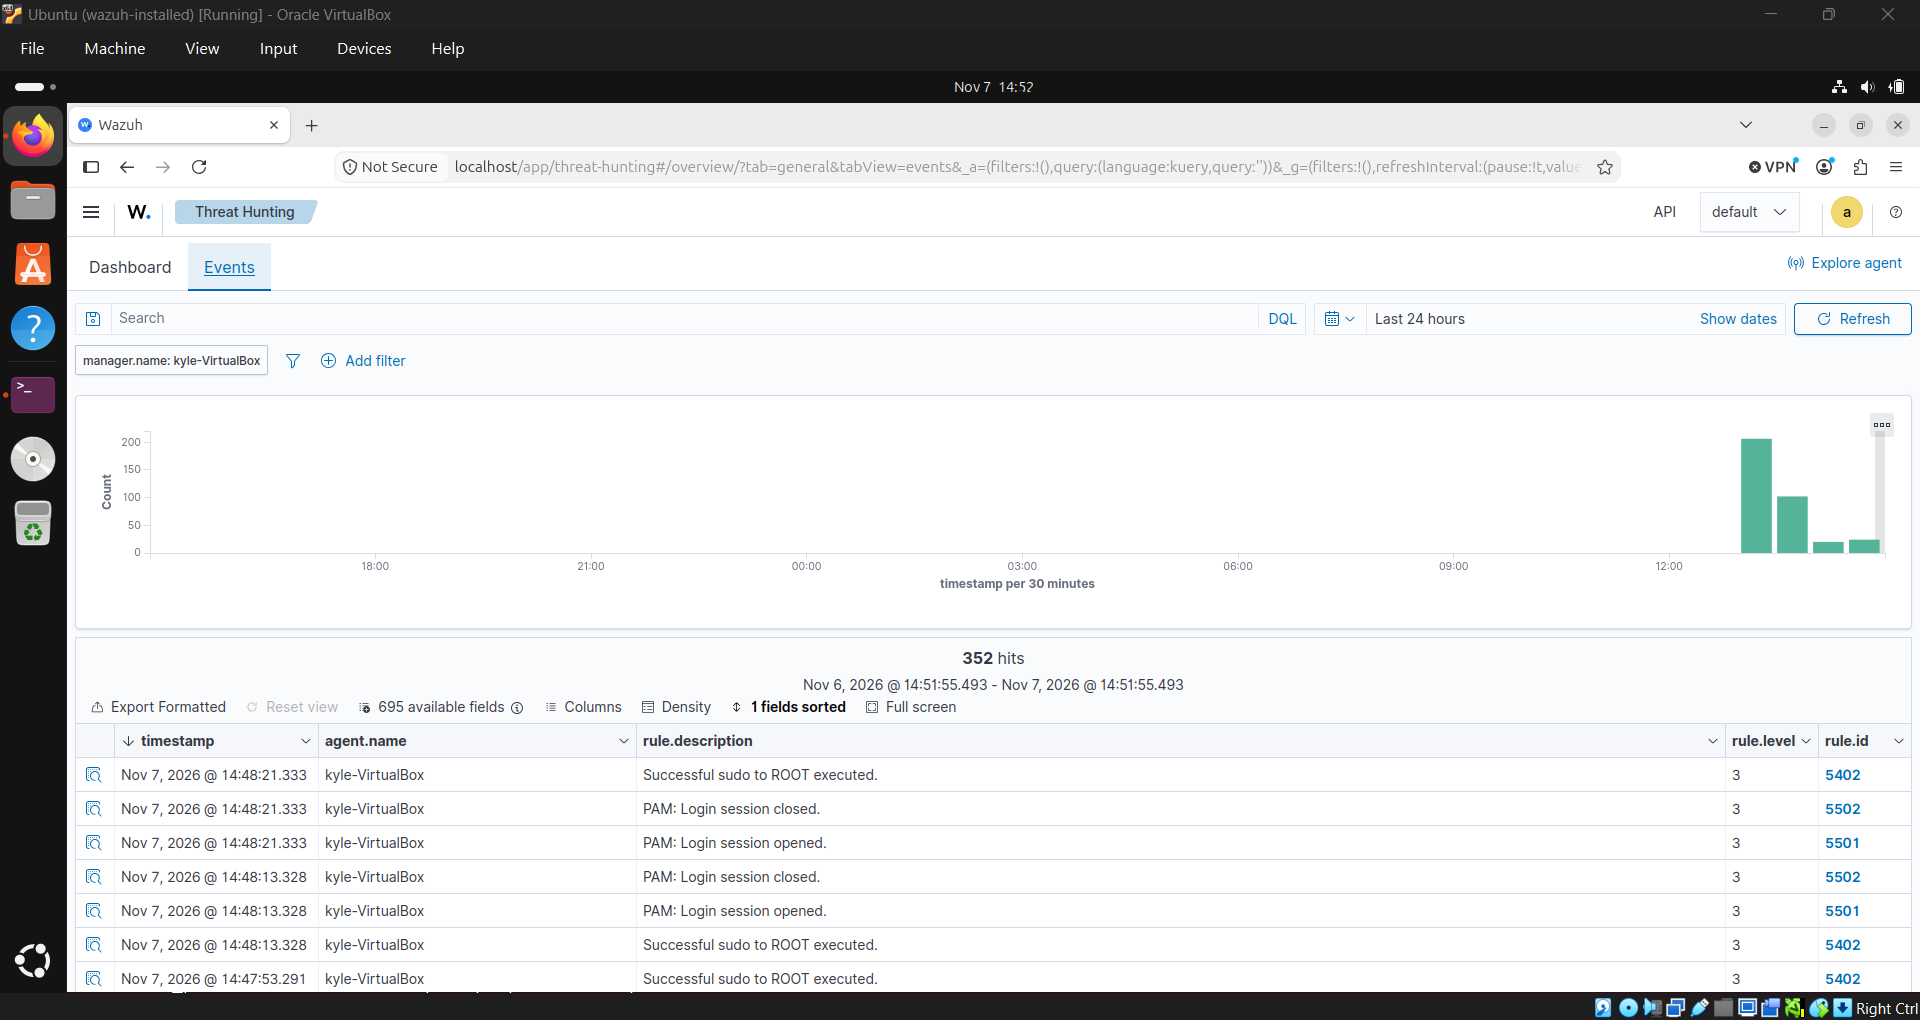 Ubuntu (wazuh-installed) [Running] - Oracle VirtualBox
File Machine View Input Devices Help
Nov 7 14:52
Wazuh
Not Secure localhost/app/threat-hunting#/overview/?tab=general&tabView=events&_a=(filters:!(),query:(language:kuery,query:''))&_g=(filters:!(),refreshInterval:(pause:!t,value
VPN
W. Threat Hunting API default a
Dashboard Events Explore agent
Search DQL Last 24 hours Show dates Refresh
manager.name: kyle-VirtualBox Add filter
Count
200
150
100
50
0
18:00 21:00 00:00 03:00 06:00 09:00 12:00
timestamp per 30 minutes
352 hits
Nov 6, 2026 @ 14:51:55.493 - Nov 7, 2026 @ 14:51:55.493
Export Formatted Reset view 695 available fields Columns Density 1 fields sorted Full screen
timestamp agent.name rule.description rule.level rule.id
Nov 7, 2026 @ 14:48:21.333 kyle-VirtualBox Successful sudo to ROOT executed. 3 5402
Nov 7, 2026 @ 14:48:21.333 kyle-VirtualBox PAM: Login session closed. 3 5502
Nov 7, 2026 @ 14:48:21.333 kyle-VirtualBox PAM: Login session opened. 3 5501
Nov 7, 2026 @ 14:48:13.328 kyle-VirtualBox PAM: Login session closed. 3 5502
Nov 7, 2026 @ 14:48:13.328 kyle-VirtualBox PAM: Login session opened. 3 5501
Nov 7, 2026 @ 14:48:13.328 kyle-VirtualBox Successful sudo to ROOT executed. 3 5402
Nov 7, 2026 @ 14:47:53.291 kyle-VirtualBox Successful sudo to ROOT executed. 3 5402
Right Ctrl